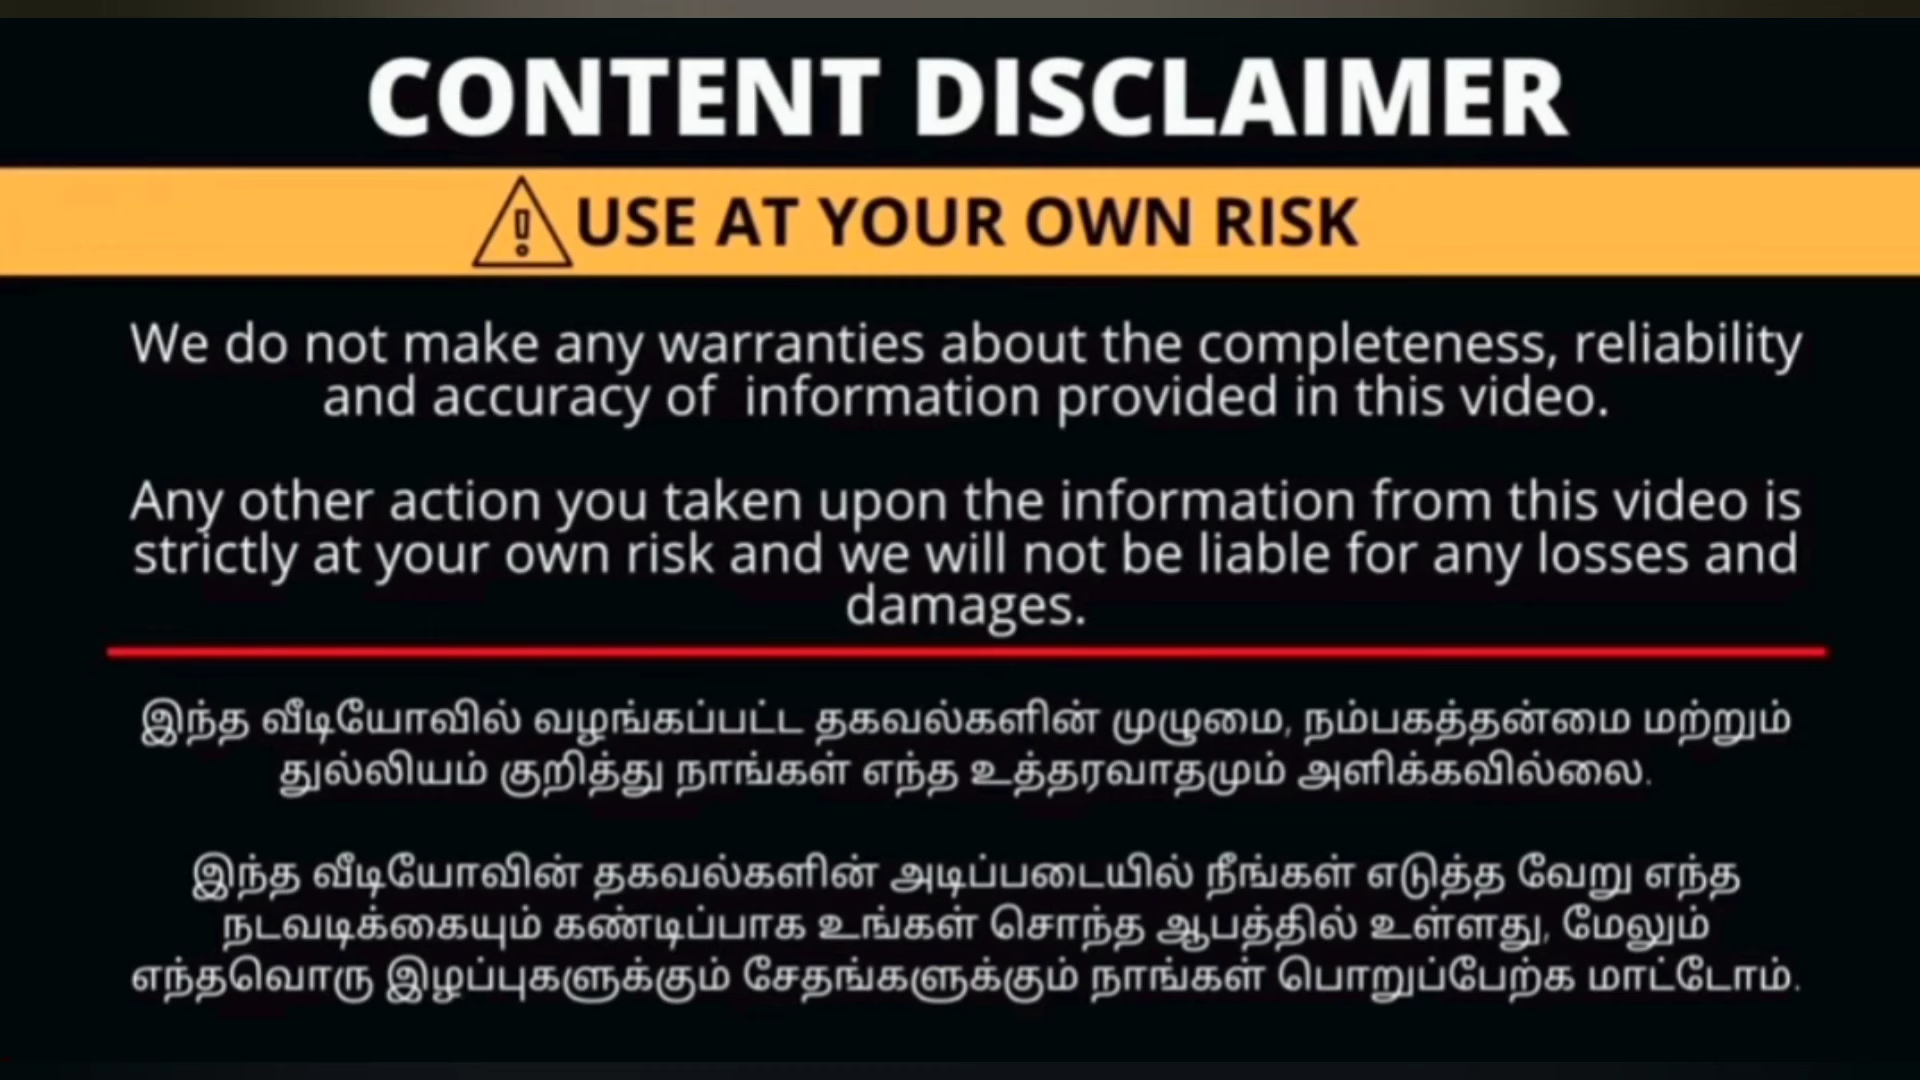 CONTENT DISCLAIMER
USE AT YOUR OWN RISK
We do not make any warranties about the completeness, reliability
and accuracy of information provided in this video.
Any other action you taken upon the information from this video is
strictly at your own risk and we will not be liable for any losses and
damages.
இந்த வீடியோவில் வழங்கப்பட்ட தகவல்களின் முழுமை, நம்பகத்தன்மை மற்றும்
துல்லியம் குறித்து நாங்கள் எந்த உத்தரவாதமும் அளிக்கவில்லை.
இந்த வீடியோவின் தகவல்களின் அடிப்படையில் நீங்கள் எடுத்த வேறு எந்த
நடவடிக்கையும் கண்டிப்பாக உங்கள் சொந்த ஆபத்தில் உள்ளது, மேலும்
எந்தவொரு இழப்புகளுக்கும் சேதங்களுக்கும் நாங்கள் பொறுப்பேற்க மாட்டோம்.